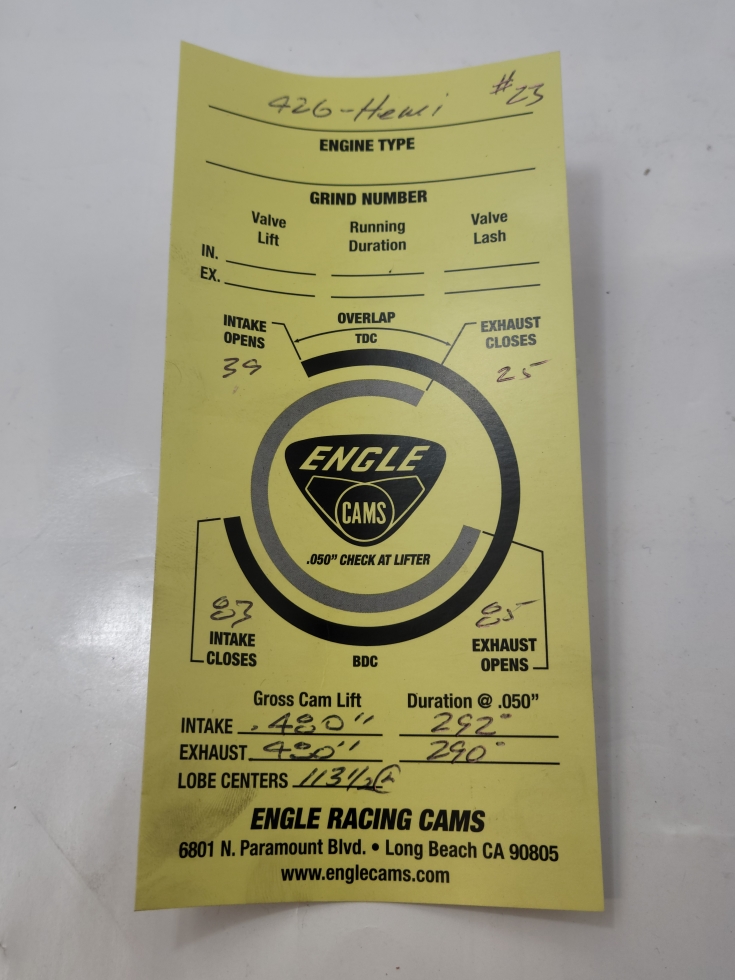 426-Hemi #23
ENGINE TYPE
GRIND NUMBER
Valve Lift Running Duration Valve Lash
IN.
EX.
INTAKE OPENS OVERLAP TDC EXHAUST CLOSES
39 25
ENGLE
CAMS
.050" CHECK AT LIFTER
83 85
INTAKE CLOSES BDC EXHAUST OPENS
Gross Cam Lift Duration @ .050"
INTAKE .480" 292°
EXHAUST .480" 290°
LOBE CENTERS 113 1/2
ENGLE RACING CAMS
6801 N. Paramount Blvd. • Long Beach CA 90805
www.englecams.com